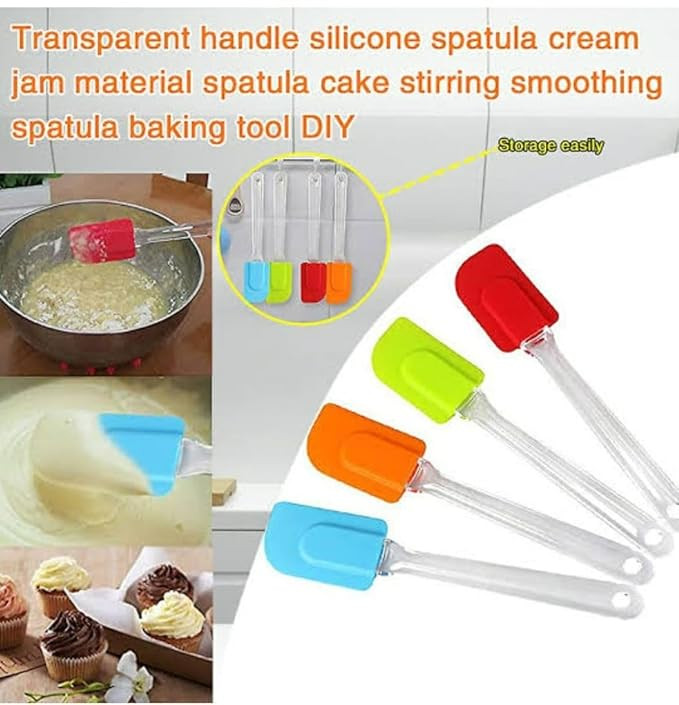 Transparent handle silicone spatula cream
jam material spatula cake stirring smoothing
spatula baking tool DIY
Storage easily